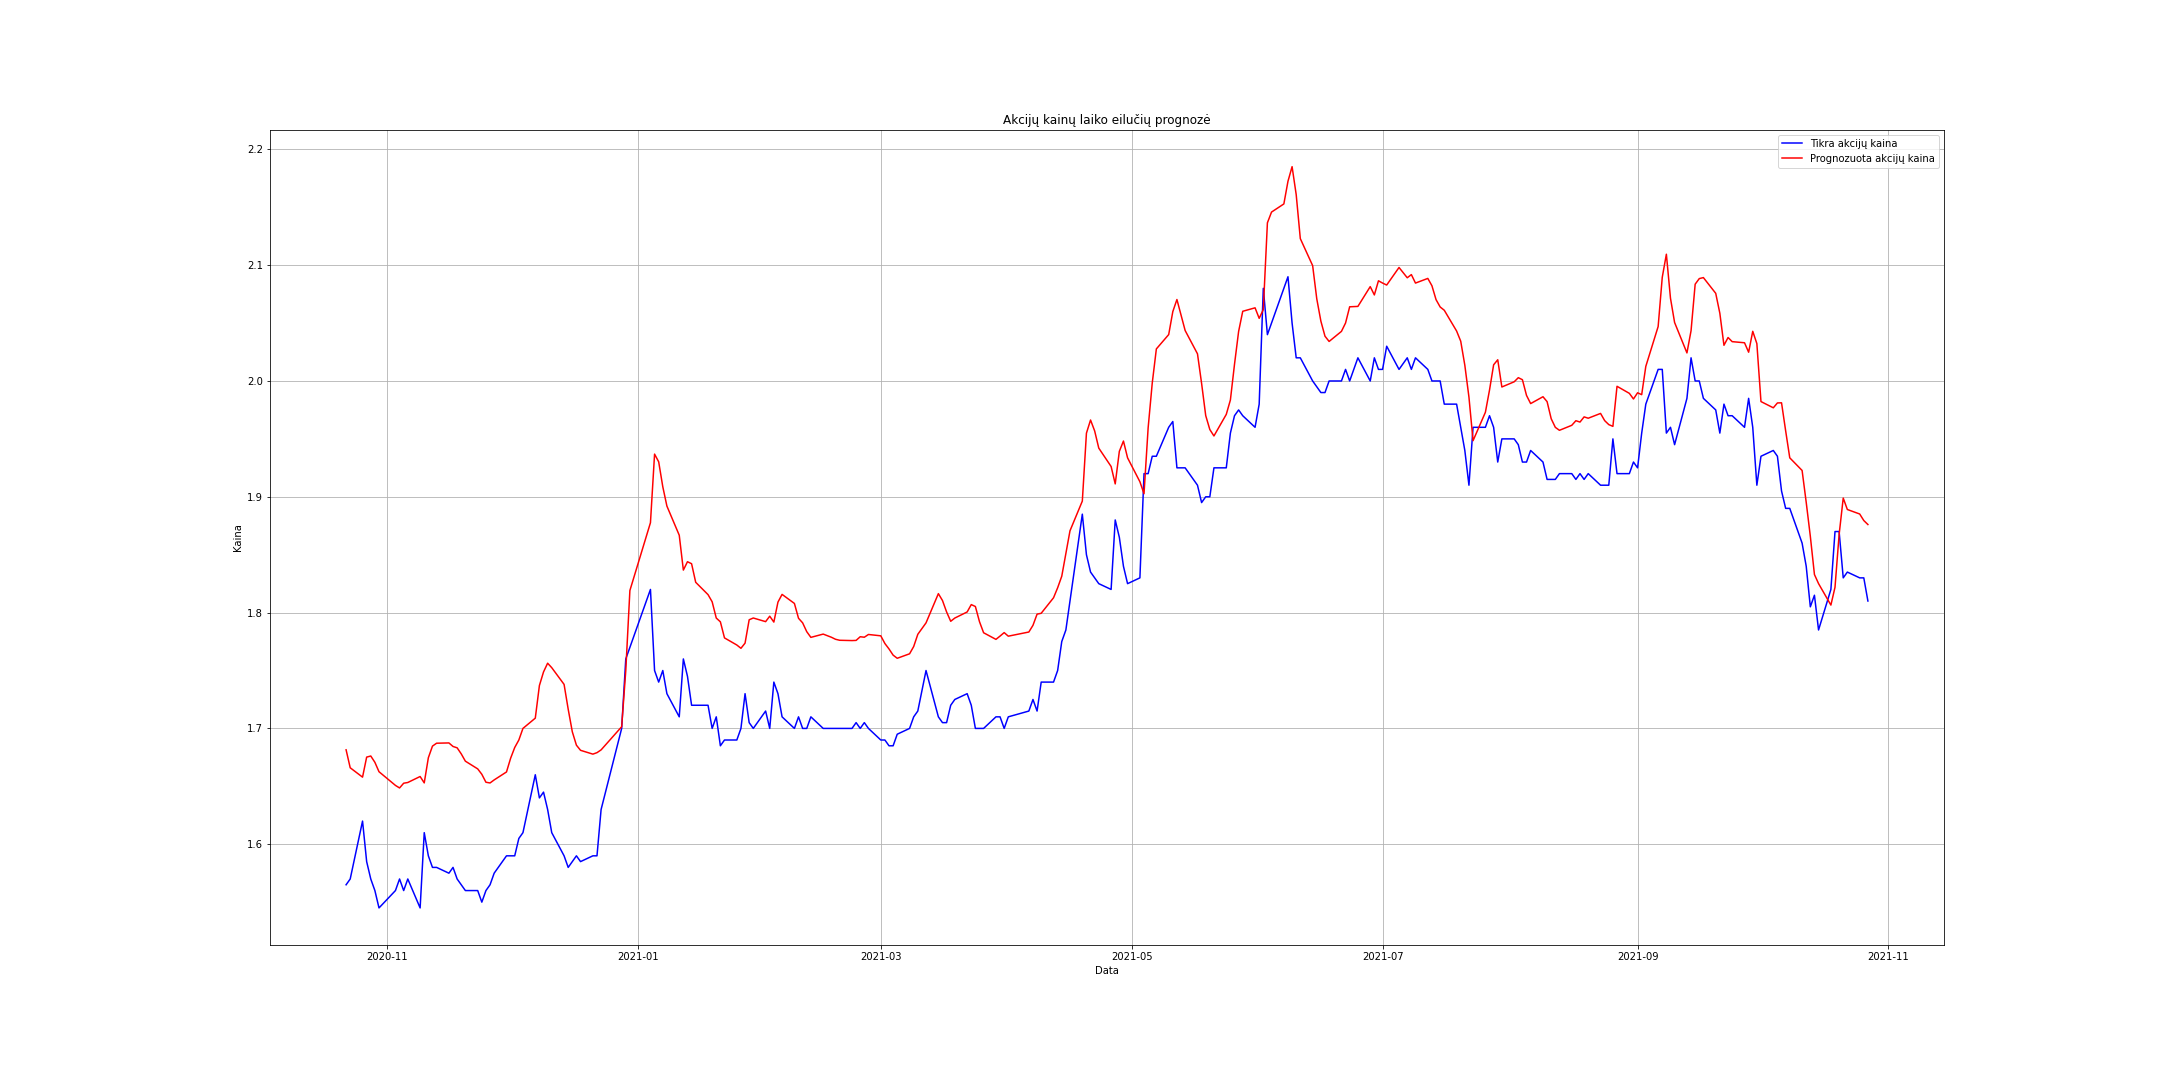 Akcijų kainų laiko eilučių prognozė
Tikra akcijų kaina
Prognozuota akcijų kaina
Kaina
2.2
2.1
2.0
1.9
1.8
1.7
1.6
2020-11 2021-01 2021-03 2021-05 2021-07 2021-09 2021-11
Data